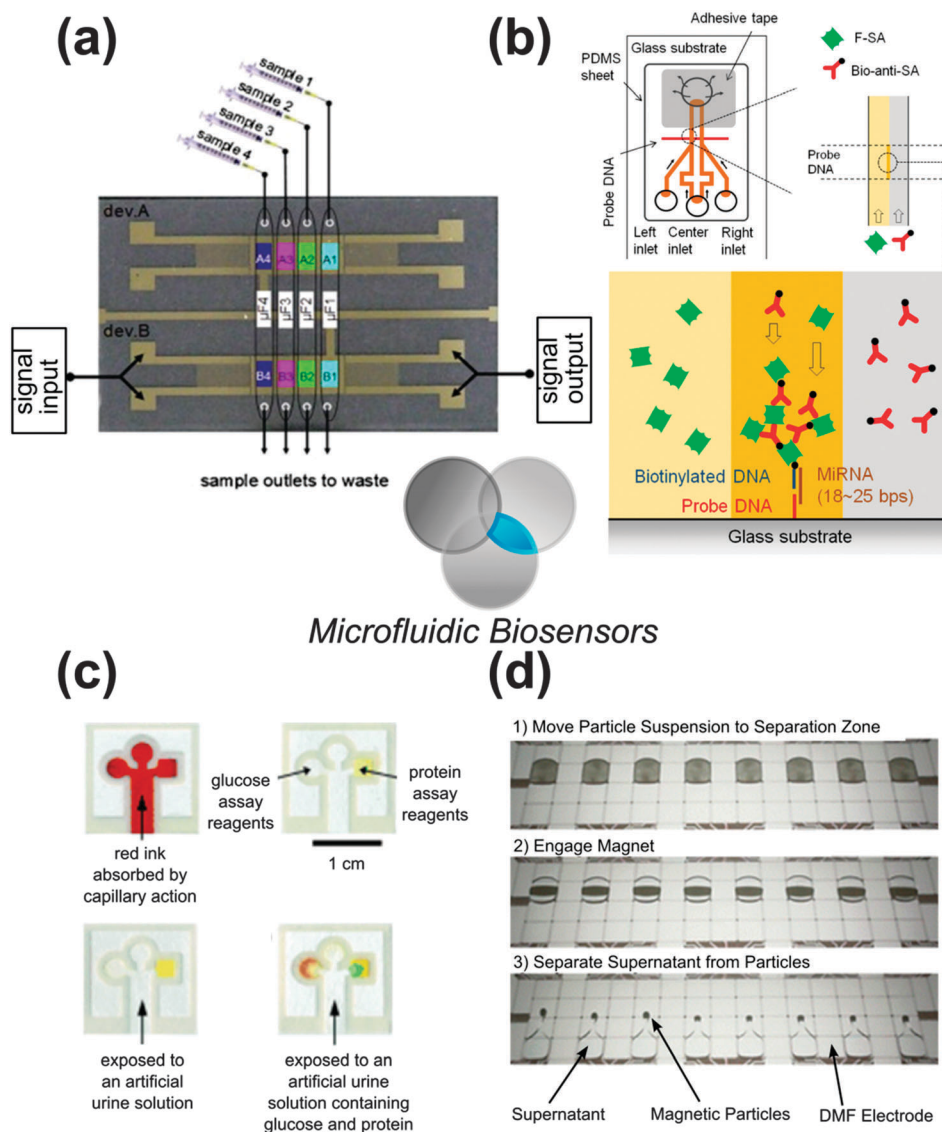 (a)
sample 1
sample 2
sample 3
sample 4
dev.A
A4
A3
A2
A1
µF4
µF3
µF2
µF1
dev.B
B4
B3
B2
B1
signal
input
signal
output
sample outlets to waste
(b)
Adhesive tape
Glass substrate
PDMS
sheet
Probe DNA
Left
inlet
Center
inlet
Right
inlet
F-SA
Bio-anti-SA
Probe
DNA
Biotinylated DNA
MiRNA
(18~25 bps)
Probe DNA
Glass substrate
Microfluidic Biosensors
(c)
red ink
absorbed by
capillary action
glucose
assay
reagents
protein
assay
reagents
1 cm
exposed to
an artificial
urine solution
exposed to an
artificial urine
solution containing
glucose and protein
(d)
1) Move Particle Suspension to Separation Zone
2) Engage Magnet
3) Separate Supernatant from Particles
Supernatant
Magnetic Particles
DMF Electrode